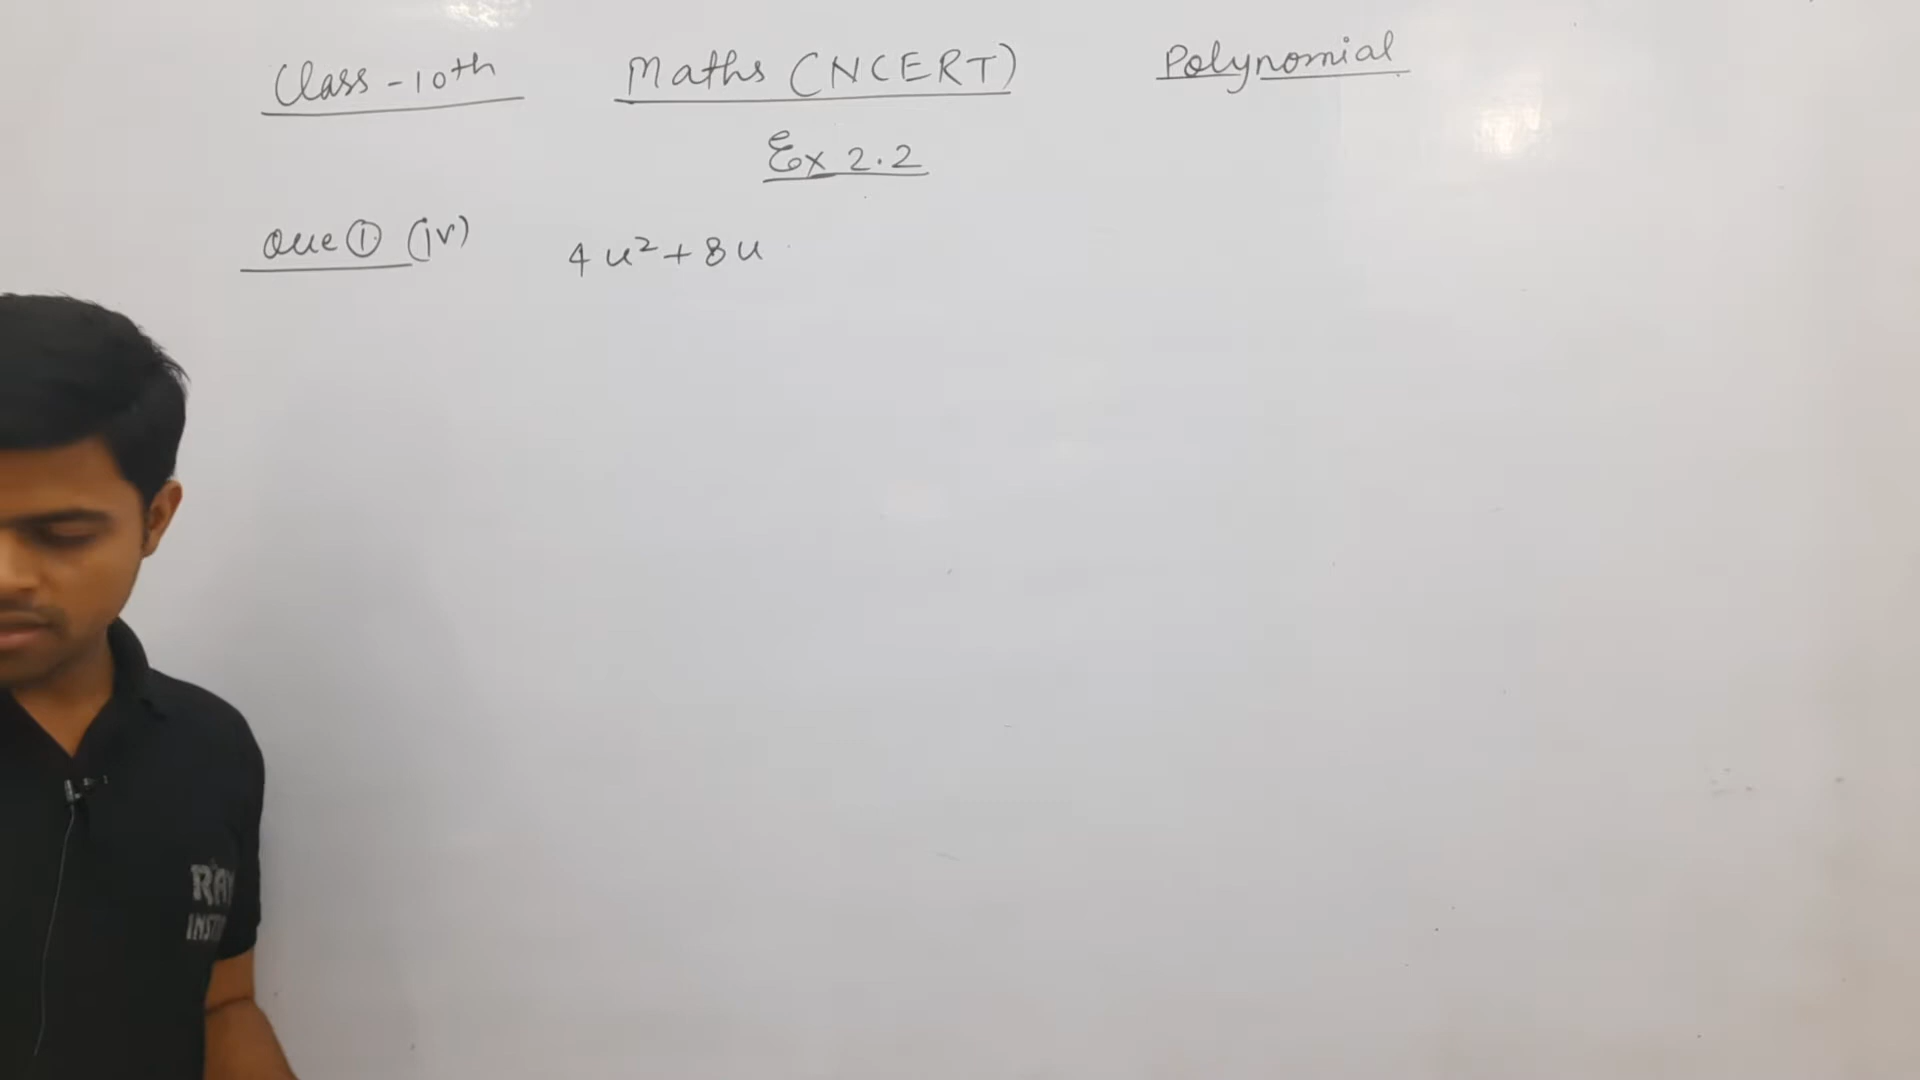 Class - 10th Maths (NCERT) Polynomial
Ex 2.2
Que ① (iv) 4u² + 8u